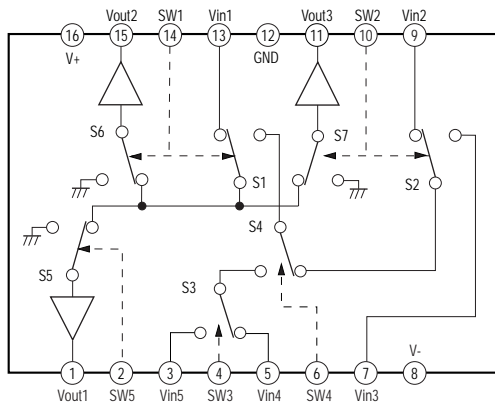 Vout2 SW1 Vin1 Vout3 SW2 Vin2
16 15 14 13 12 11 10 9
V+ GND
S6 S7
S1 S2
S4
S5
S3
V-
1 2 3 4 5 6 7 8
Vout1 SW5 Vin5 SW3 Vin4 SW4 Vin3